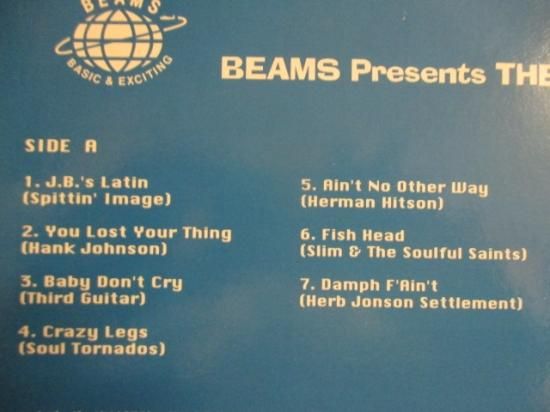 BEAMS
BASIC & EXCITING
BEAMS Presents THE
SIDE A
1. J.B.'s Latin
(Spittin' Image)
2. You Lost Your Thing
(Hank Johnson)
3. Baby Don't Cry
(Third Guitar)
4. Crazy Legs
(Soul Tornados)
5. Ain't No Other Way
(Herman Hitson)
6. Fish Head
(Slim & The Soulful Saints)
7. Damph F'Ain't
(Herb Jonson Settlement)